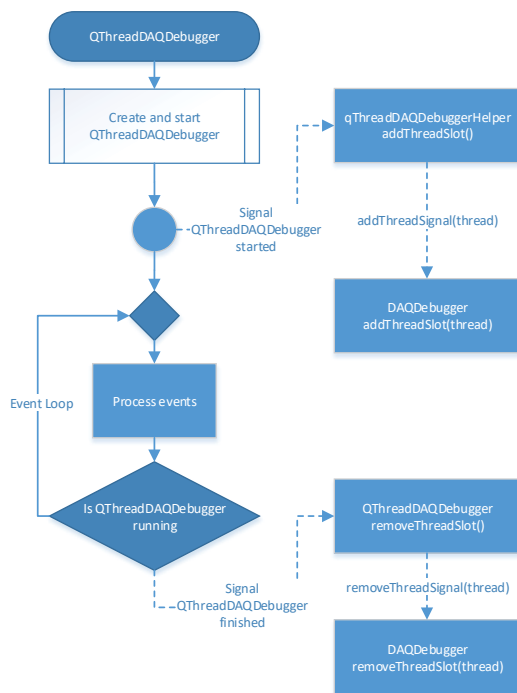 QThreadDAQDebugger
Create and start
QThreadDAQDebugger
qThreadDAQDebuggerHelper
addThreadSlot()
Signal
QThreadDAQDebugger
started
addThreadSignal(thread)
DAQDebugger
addThreadSlot(thread)
Event Loop
Process events
Is QThreadDAQDebugger
running
QThreadDAQDebugger
removeThreadSlot()
Signal
QThreadDAQDebugger
finished
removeThreadSignal(thread)
DAQDebugger
removeThreadSlot(thread)